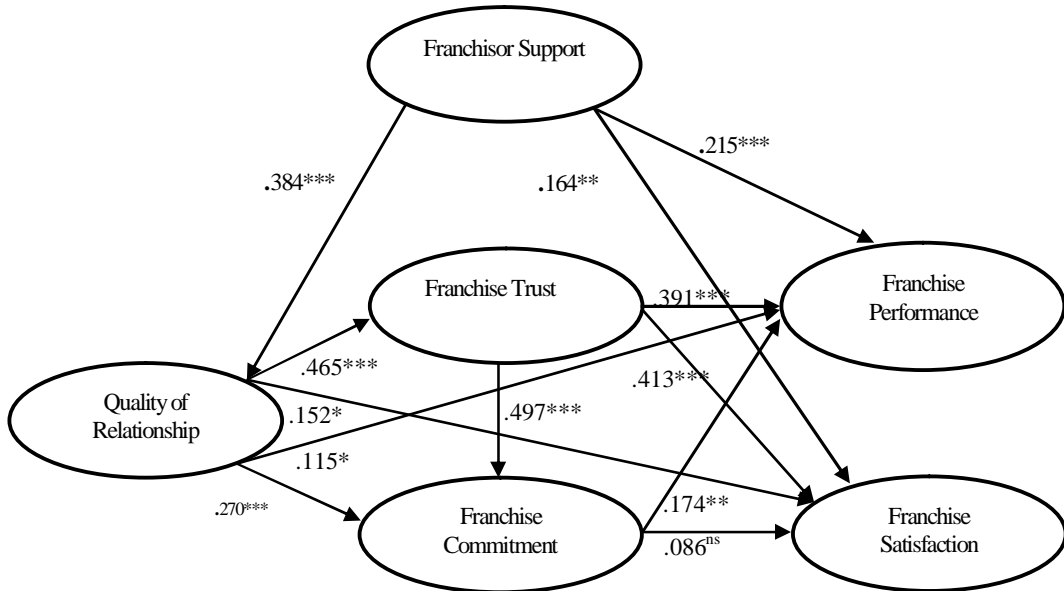 Franchisor Support
.215***
.164**
.384***
Franchise Trust
.391***
Franchise
Performance
.465***
.413***
Quality of
Relationship
.152*
.497***
.115*
.270***
Franchise
Commitment
.174**
.086ns
Franchise
Satisfaction